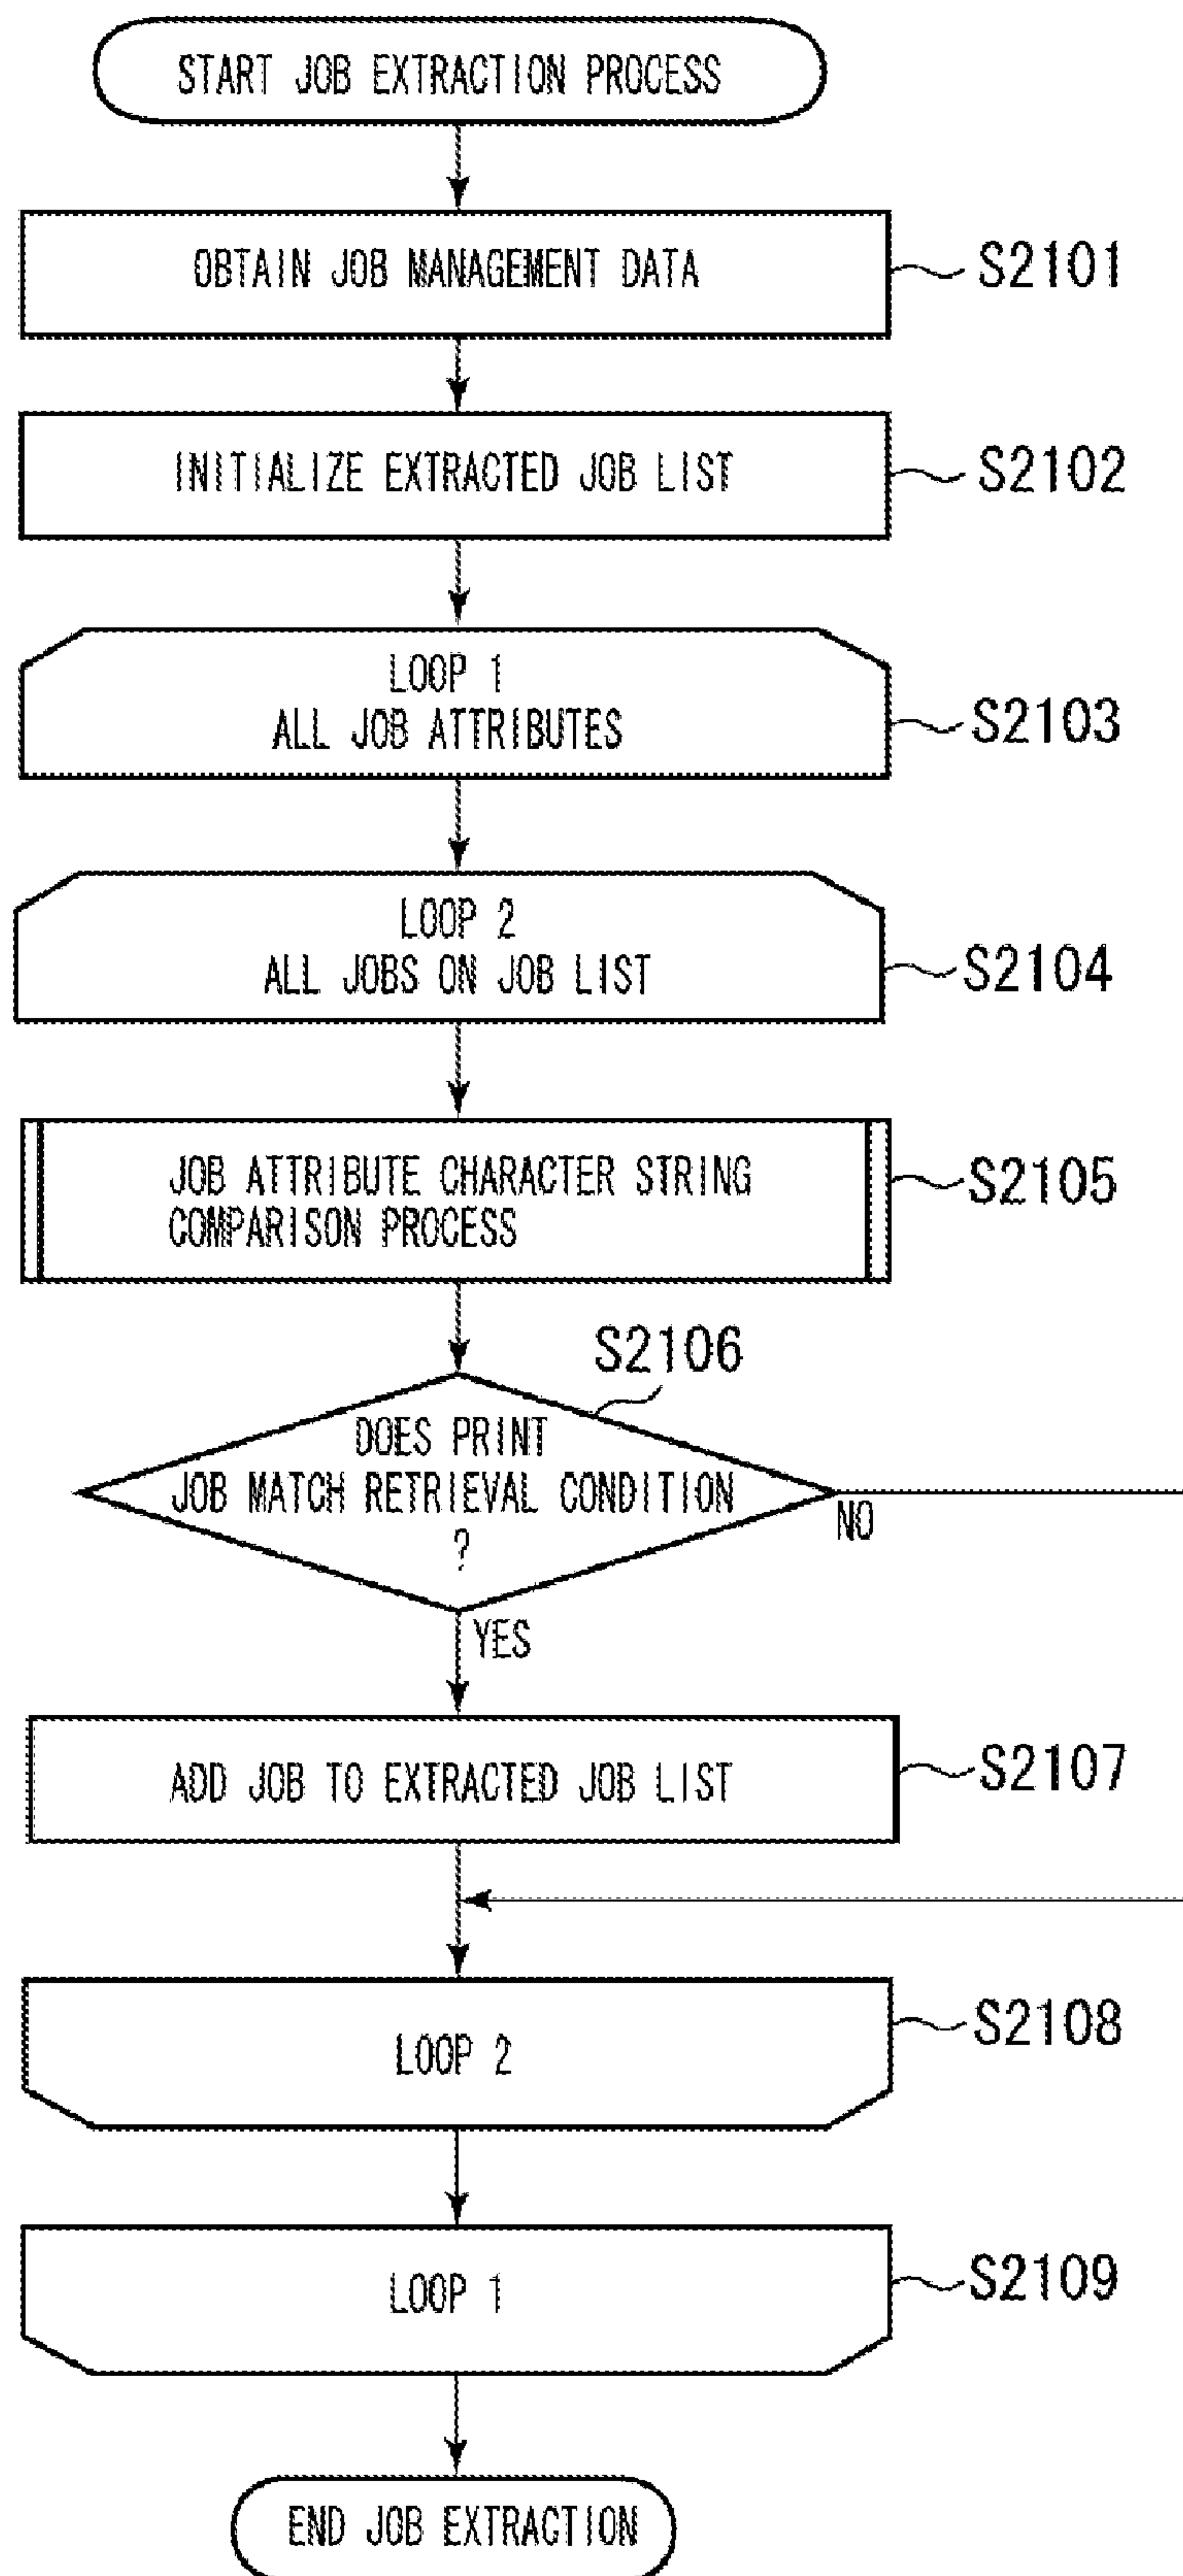 START JOB EXTRACTION PROCESS
OBTAIN JOB MANAGEMENT DATA
S2101
INITIALIZE EXTRACTED JOB LIST
S2102
LOOP 1
ALL JOB ATTRIBUTES
S2103
LOOP 2
ALL JOBS ON JOB LIST
S2104
JOB ATTRIBUTE CHARACTER STRING
COMPARISON PROCESS
S2105
S2106
DOES PRINT
JOB MATCH RETRIEVAL CONDITION
?
NO
YES
ADD JOB TO EXTRACTED JOB LIST
S2107
LOOP 2
S2108
LOOP 1
S2109
END JOB EXTRACTION